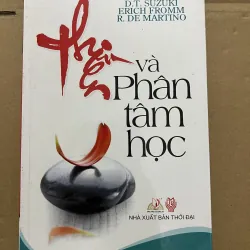 D.T. SUZUKI
ERICH FROMM
R. DE MARTINO
Thiền
và
Phân
tâm
học
NHÀ XUẤT BẢN THỜI ĐẠI